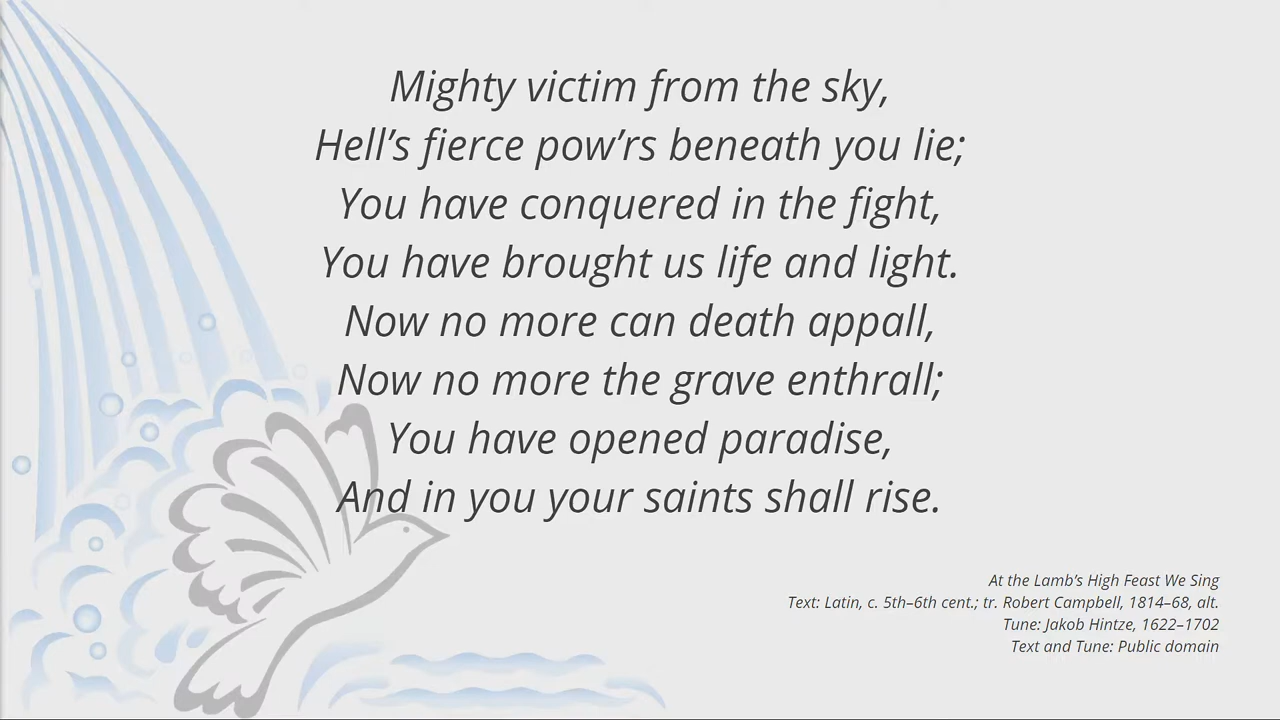 Mighty victim from the sky,
Hell’s fierce pow’rs beneath you lie;
You have conquered in the fight,
You have brought us life and light.
Now no more can death appall,
Now no more the grave enthrall;
You have opened paradise,
And in you your saints shall rise.
At the Lamb’s High Feast We Sing
Text: Latin, c. 5th–6th cent.; tr. Robert Campbell, 1814–68, alt.
Tune: Jakob Hintze, 1622–1702
Text and Tune: Public domain